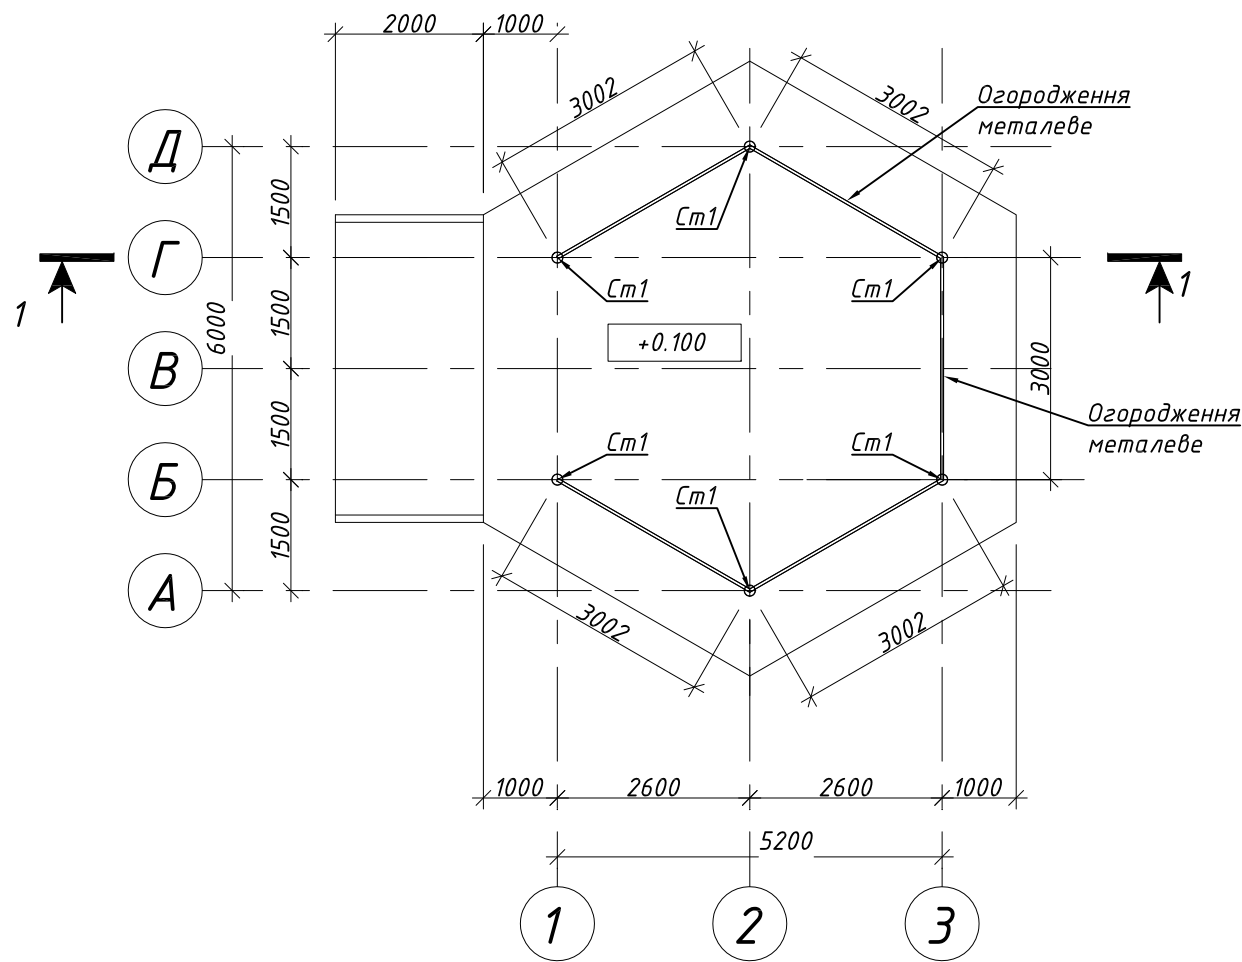 2000
1000
3002
3002
Огородження
металеве
Д
1500
Ст1
Г
1
Ст1
Ст1
1
6000
1500
+0.100
В
3000
1500
Огородження
металеве
Ст1
Ст1
Б
Ст1
1500
А
3002
3002
1000
2600
2600
1000
5200
1
2
3